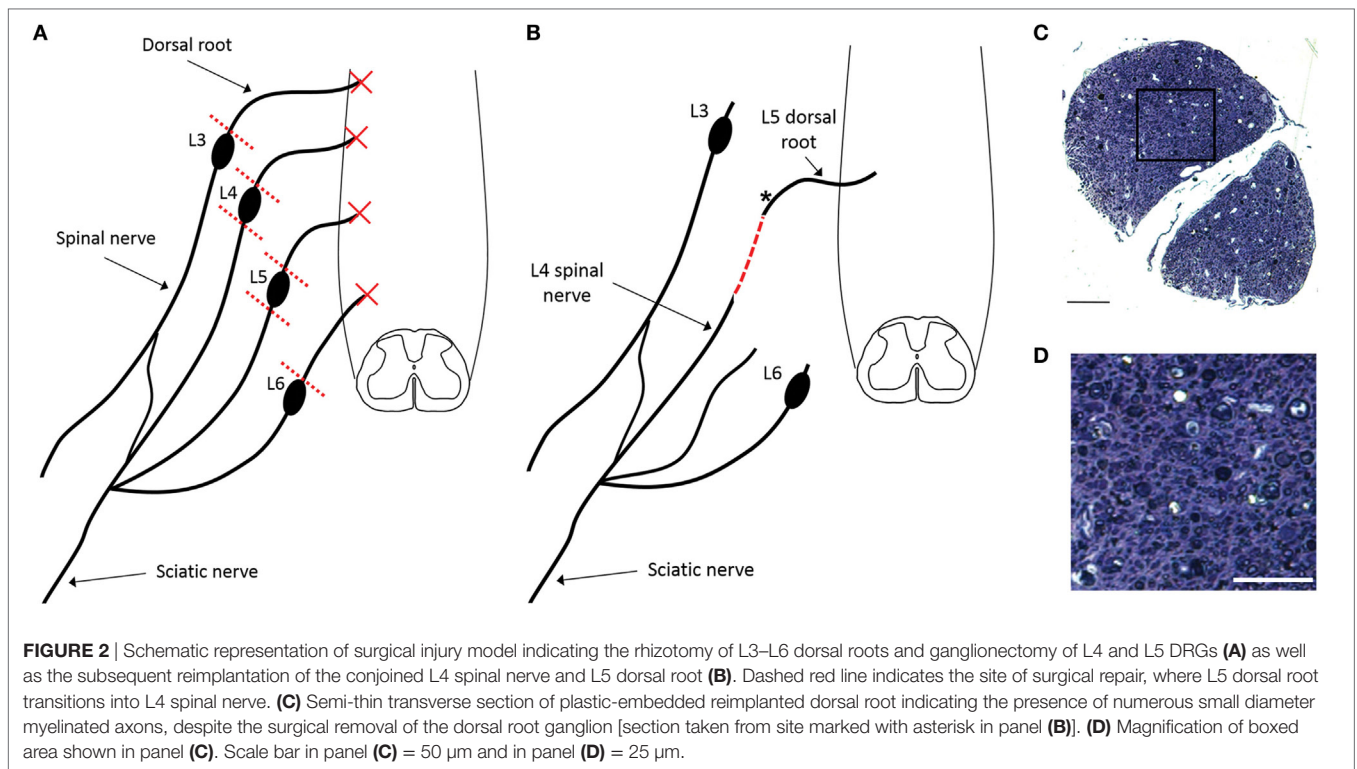 A
Dorsal root
L3
L4
L5
L6
Spinal nerve
Sciatic nerve
B
L3
L5 dorsal
root
*
L4 spinal
nerve
L6
Sciatic nerve
C
D
FIGURE 2 | Schematic representation of surgical injury model indicating the rhizotomy of L3–L6 dorsal roots and ganglionectomy of L4 and L5 DRGs (A) as well
as the subsequent reimplantation of the conjoined L4 spinal nerve and L5 dorsal root (B). Dashed red line indicates the site of surgical repair, where L5 dorsal root
transitions into L4 spinal nerve. (C) Semi-thin transverse section of plastic-embedded reimplanted dorsal root indicating the presence of numerous small diameter
myelinated axons, despite the surgical removal of the dorsal root ganglion [section taken from site marked with asterisk in panel (B)]. (D) Magnification of boxed
area shown in panel (C). Scale bar in panel (C) = 50 µm and in panel (D) = 25 µm.